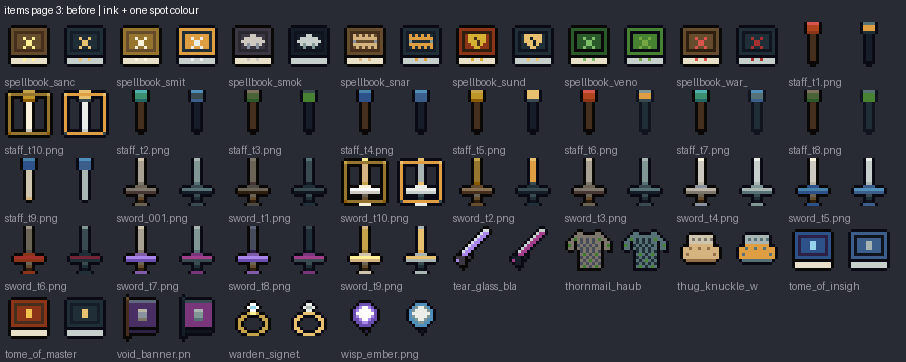 items page 3: before | ink + one spot colour
spellbook_sanc spellbook_smit spellbook_smok spellbook_snar spellbook_sund spellbook_veno spellbook_war_ staff_t1.png
staff_t10.png staff_t2.png staff_t3.png staff_t4.png staff_t5.png staff_t6.png staff_t7.png staff_t8.png
staff_t9.png sword_001.png sword_t1.png sword_t10.png sword_t2.png sword_t3.png sword_t4.png sword_t5.png
sword_t6.png sword_t7.png sword_t8.png sword_t9.png tear_glass_bla thornmail_haub thug_knuckle_w tome_of_insigh
tome_of_master void_banner.pn warden_signet. wisp_ember.png